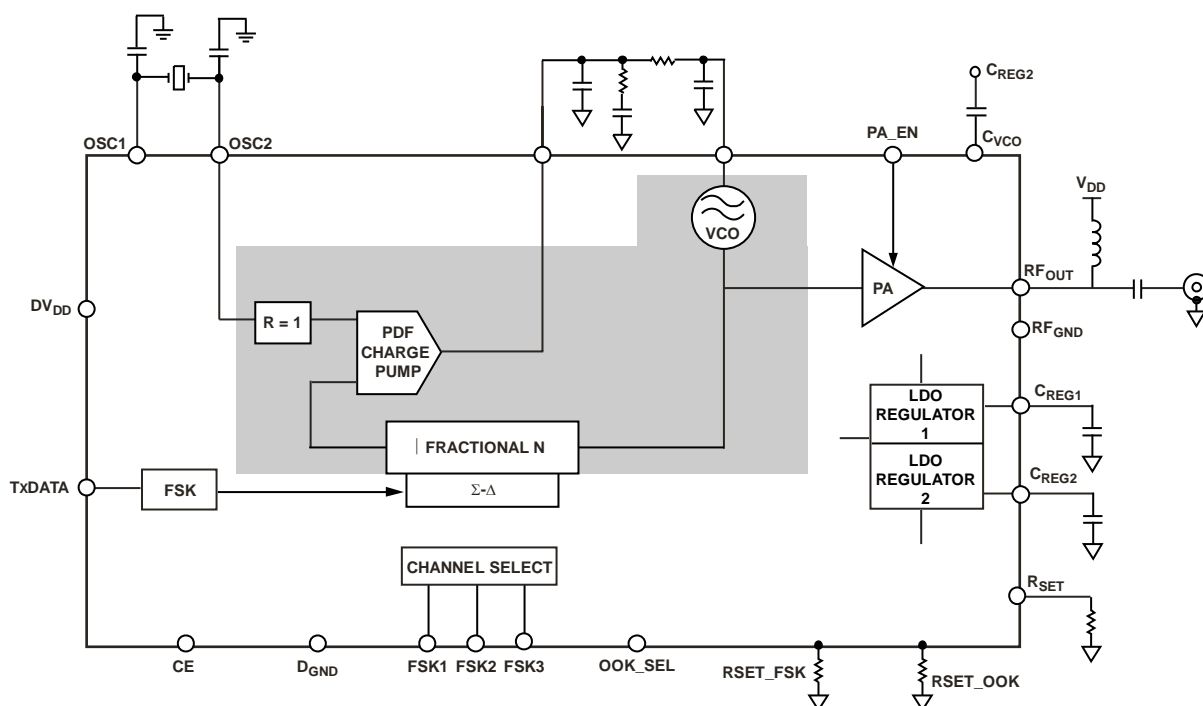 C_REG2
OSC1
OSC2
PA_EN
C_VCO
V_DD
VCO
DV_DD
R = 1
PDF
CHARGE
PUMP
PA
RF_OUT
RF_GND
FRACTIONAL N
LDO
REGULATOR
1
C_REG1
LDO
REGULATOR
2
C_REG2
TxDATA
FSK
Σ-Δ
CHANNEL SELECT
R_SET
CE
D_GND
FSK1
FSK2
FSK3
OOK_SEL
RSET_FSK
RSET_OOK